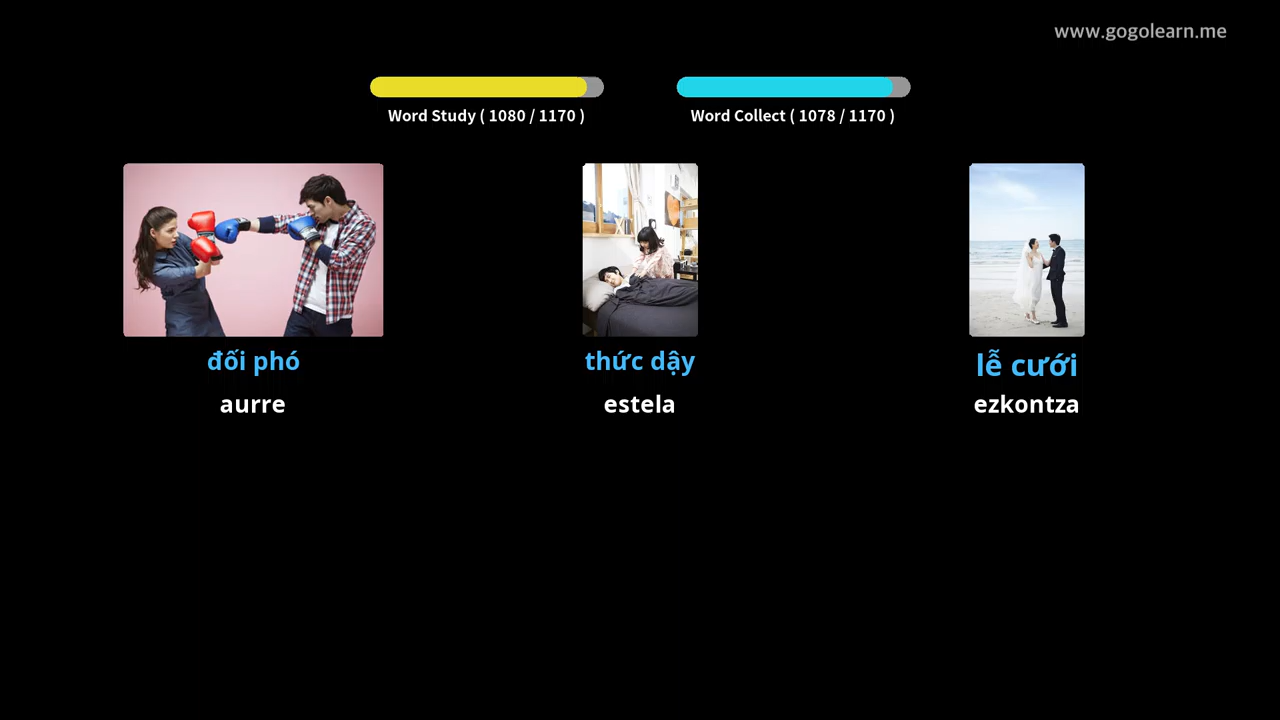 www.gogolearn.me
Word Study ( 1080 / 1170 )
Word Collect ( 1078 / 1170 )
đối phó
thức dậy
lễ cưới
aurre
estela
ezkontza